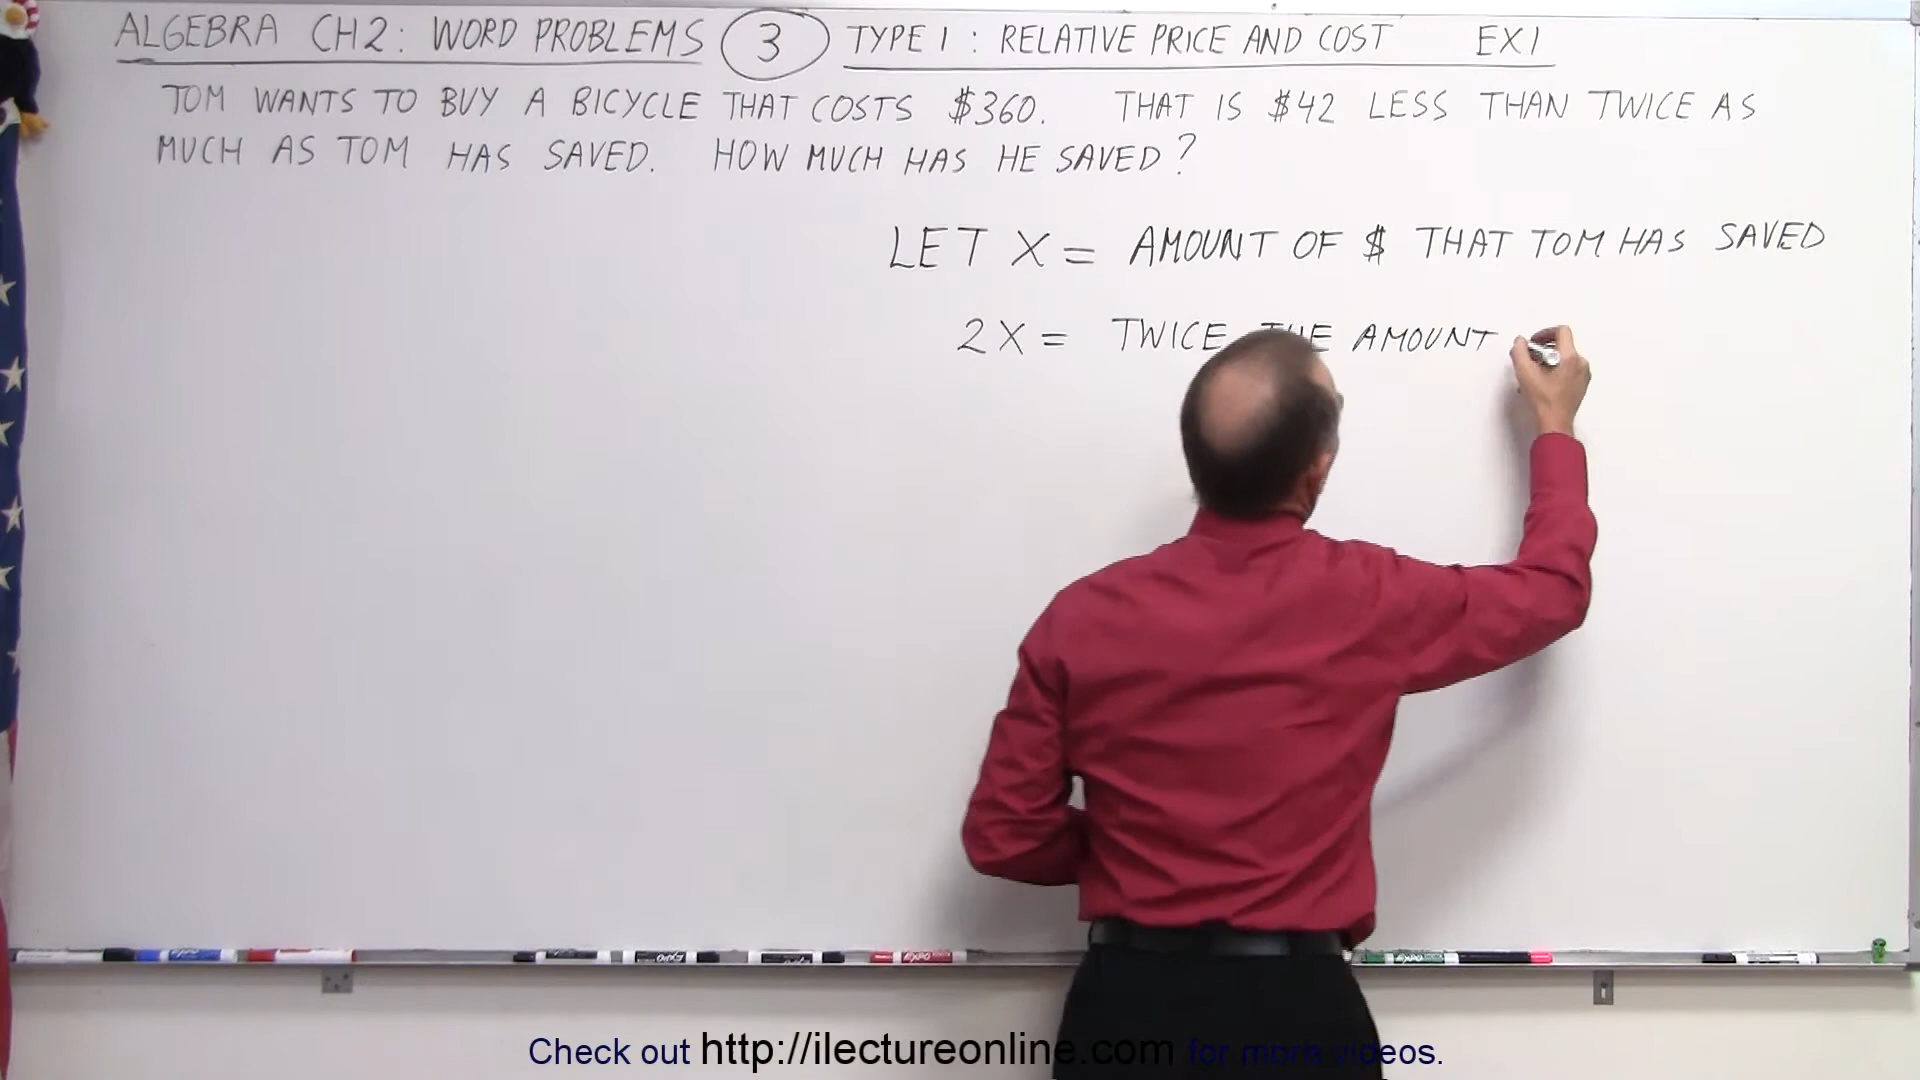 ALGEBRA CH2: WORD PROBLEMS 3 TYPE 1: RELATIVE PRICE AND COST EX1
TOM WANTS TO BUY A BICYCLE THAT COSTS $360. THAT IS $42 LESS THAN TWICE AS
MUCH AS TOM HAS SAVED. HOW MUCH HAS HE SAVED?
LET X = AMOUNT OF $ THAT TOM HAS SAVED
2X = TWICE THE AMOUNT
Check out http://ilectureonline.com for more videos.